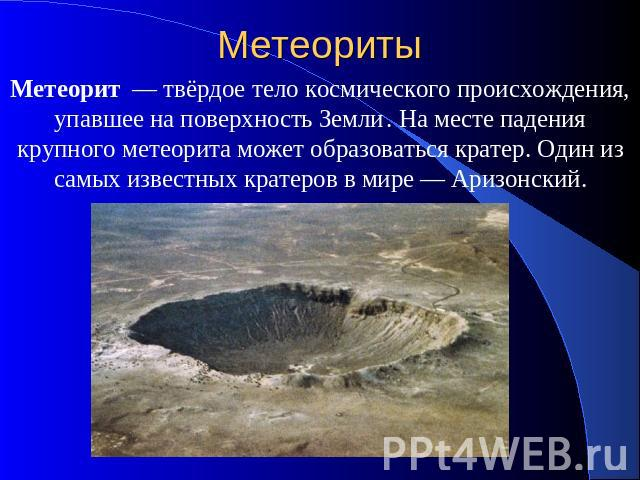 Метеориты
Метеорит — твёрдое тело космического происхождения,
упавшее на поверхность Земли. На месте падения
крупного метеорита может образоваться кратер. Один из
самых известных кратеров в мире — Аризонский.
PPt4WEB.ru